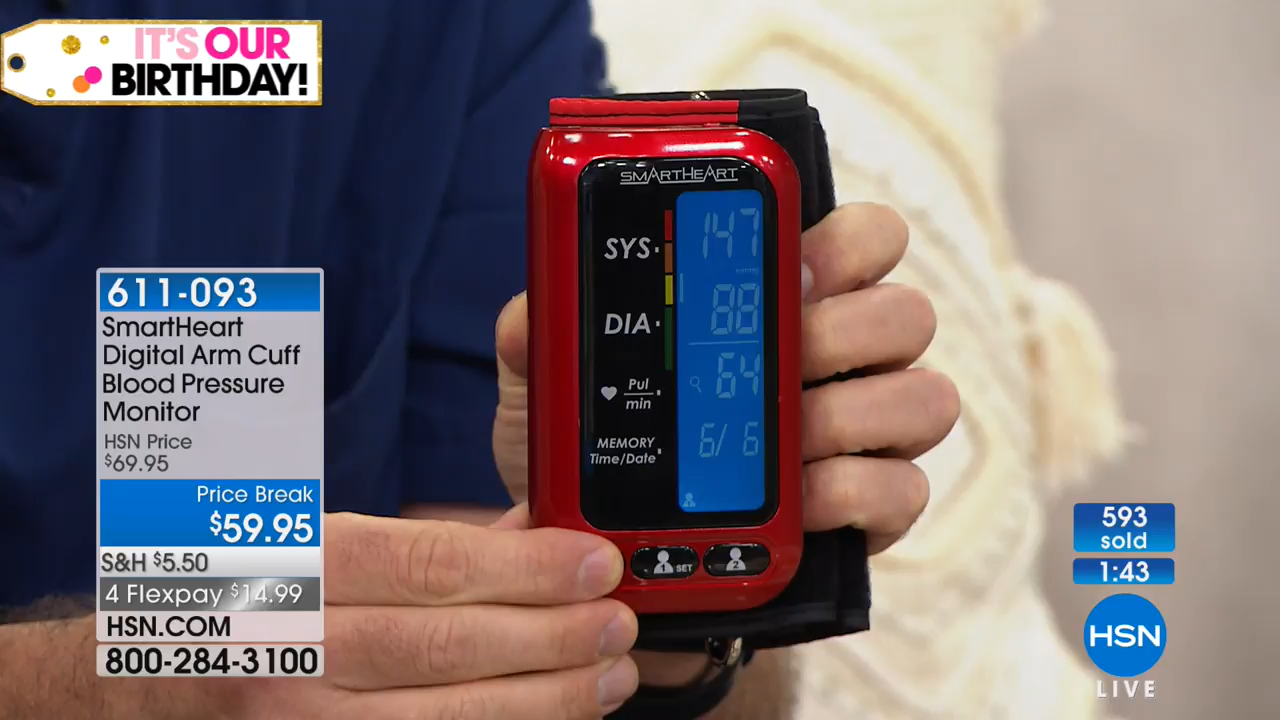 IT'S OUR
BIRTHDAY!
611-093
SmartHeart
Digital Arm Cuff
Blood Pressure
Monitor
HSN Price
$69.95
Price Break
$59.95
S&H $5.50
4 Flexpay $14.99
HSN.COM
800-284-3100
SMARTHEART
SYS
147
DIA
88
Pul
min
64
MEMORY
Time/Date
6/ 6
1 SET
2
593
sold
1:43
HSN
LIVE